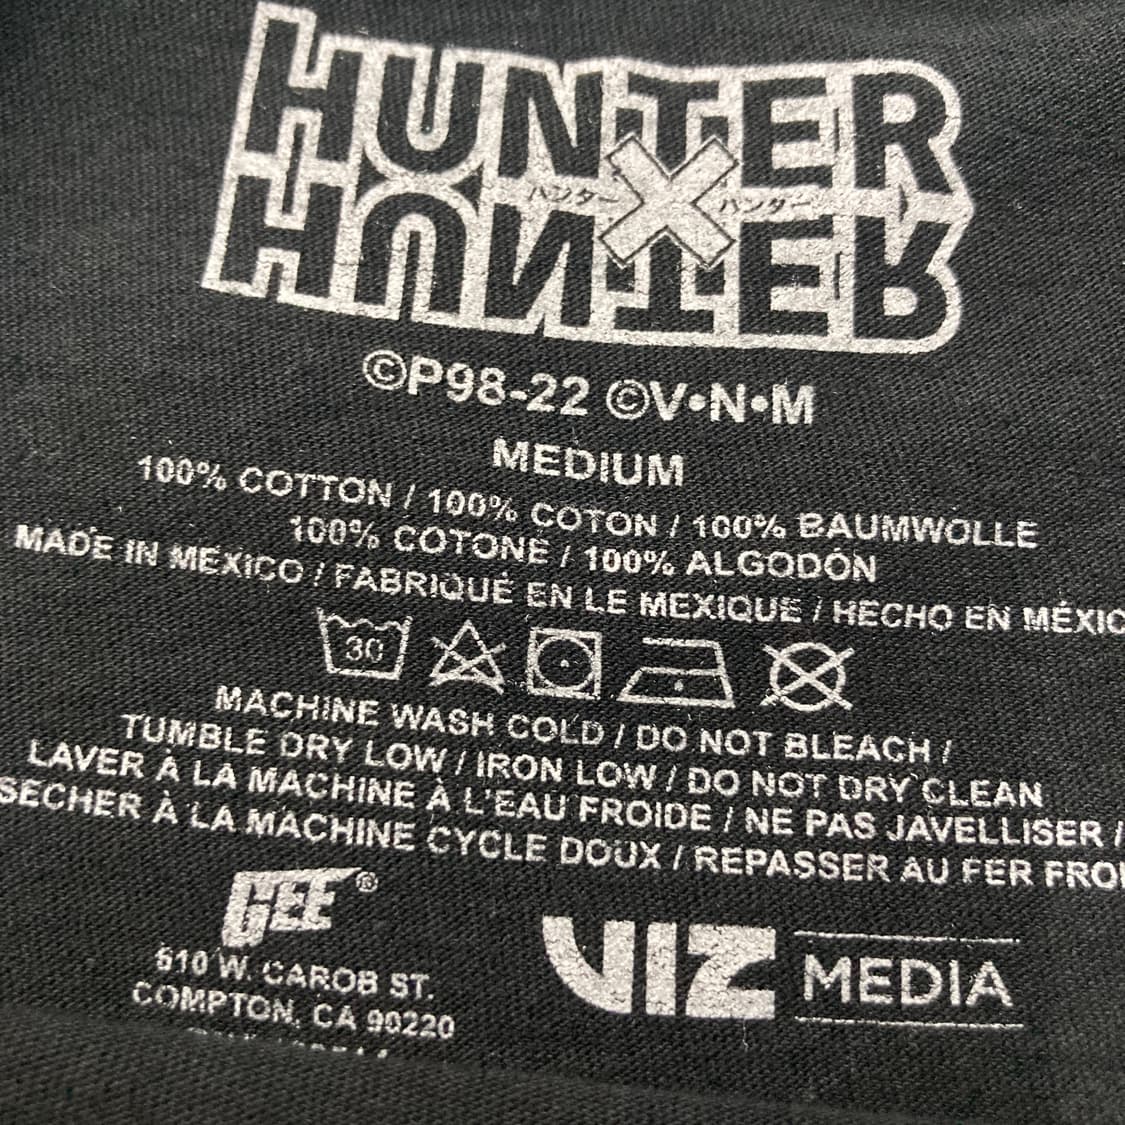 HUNTER
ハンター × ハンター
HUNTER
©P98-22 ©V•N•M
MEDIUM
100% COTTON / 100% COTON / 100% BAUMWOLLE
100% COTONE / 100% ALGODÓN
MADE IN MEXICO / FABRIQUÉ EN LE MEXIQUE / HECHO EN MÉXIC
30
MACHINE WASH COLD / DO NOT BLEACH /
TUMBLE DRY LOW / IRON LOW / DO NOT DRY CLEAN
LAVER À LA MACHINE À L'EAU FROIDE / NE PAS JAVELLISER /
SECHER À LA MACHINE CYCLE DOUX / REPASSER AU FER FROI
GEE®
510 W. CAROB ST.
COMPTON, CA 90220
VIZ MEDIA